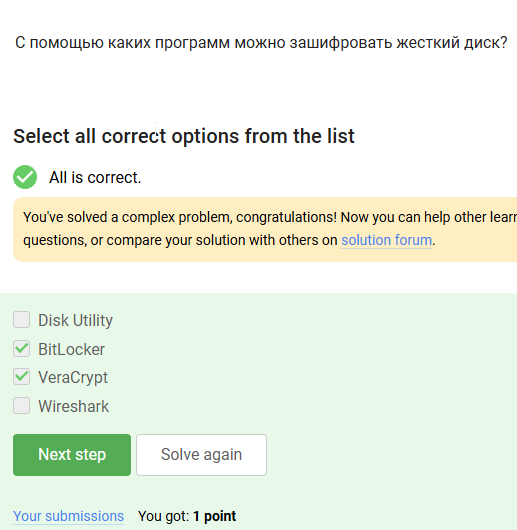 С помощью каких программ можно зашифровать жесткий диск?
Select all correct options from the list
All is correct.
You've solved a complex problem, congratulations! Now you can help other learn
questions, or compare your solution with others on solution forum.
Disk Utility
BitLocker
VeraCrypt
Wireshark
Next step Solve again
Your submissions You got: 1 point